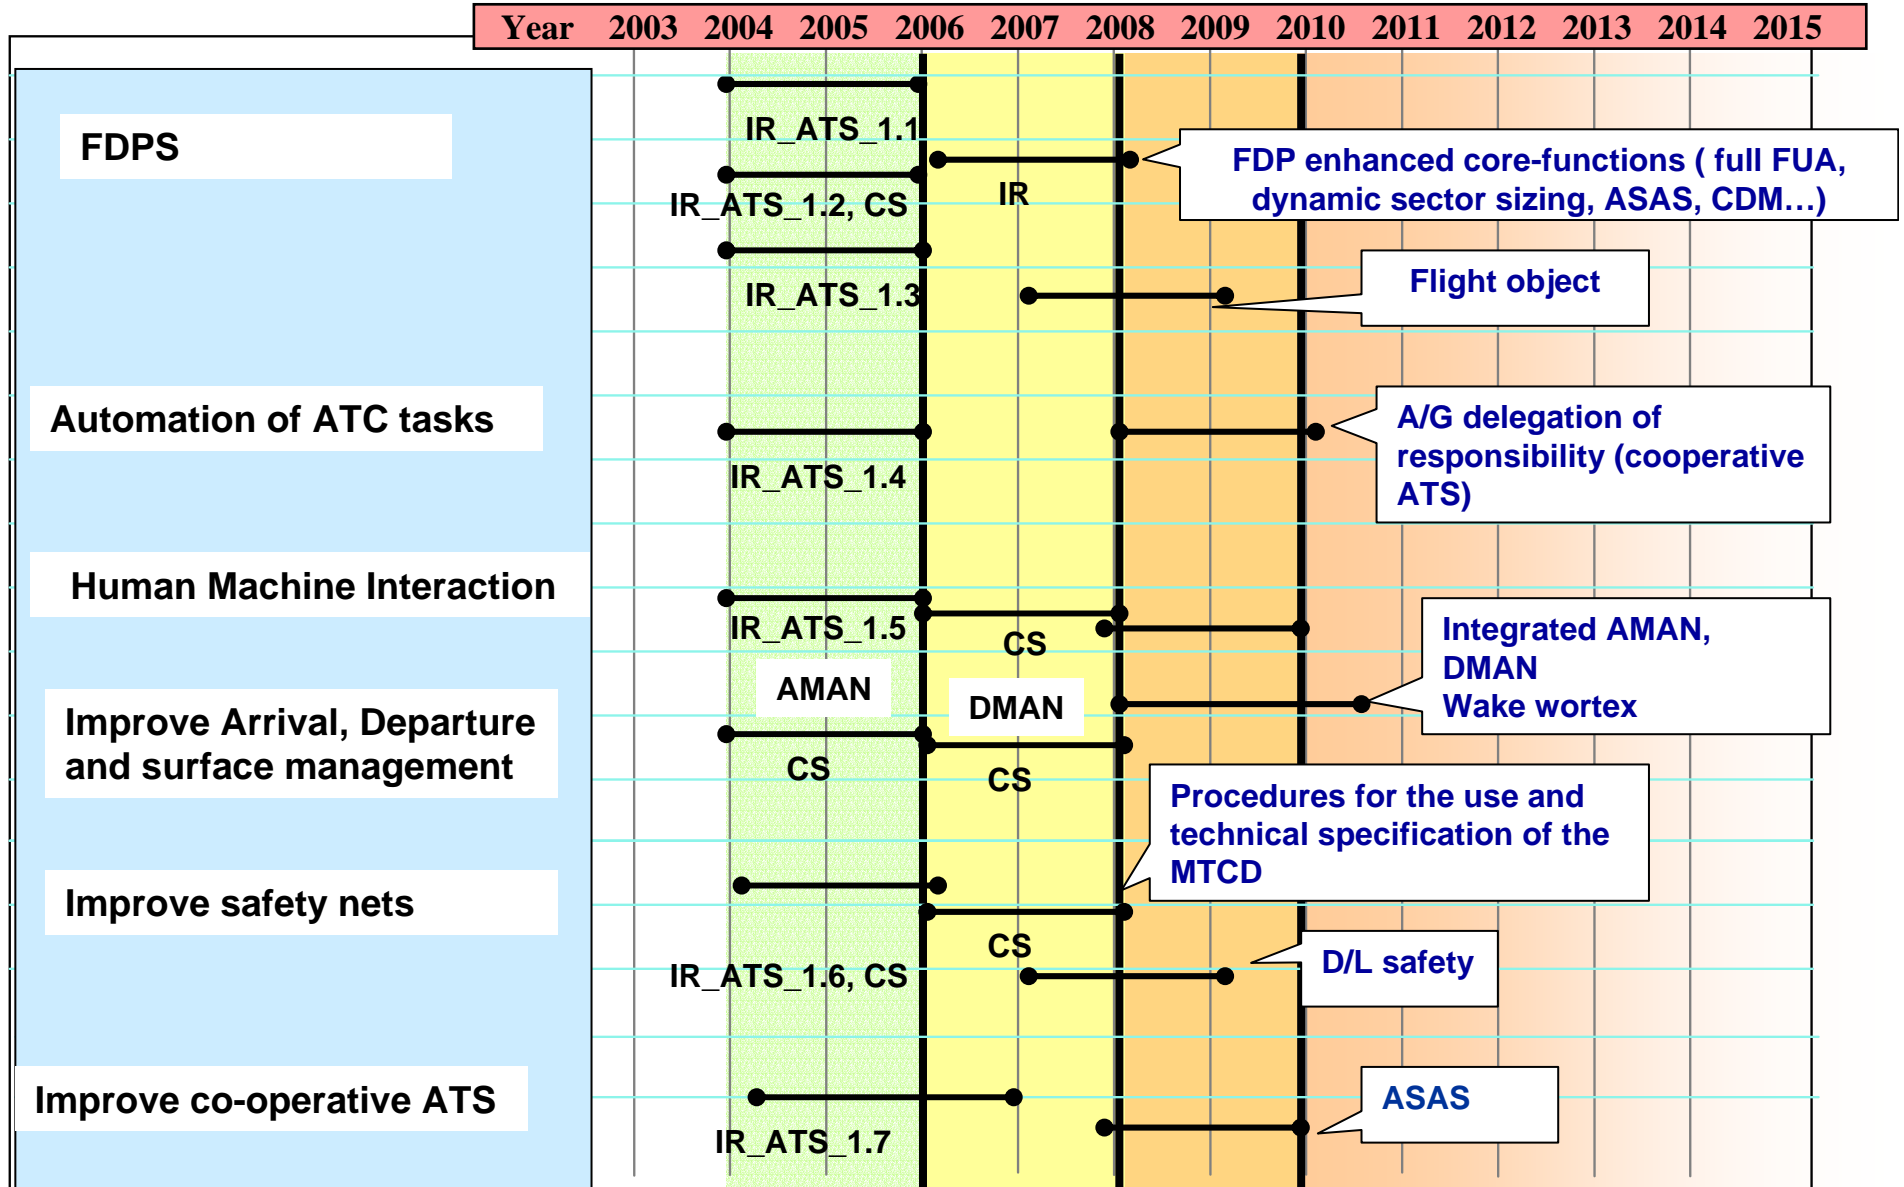 Year 2003 2004 2005 2006 2007 2008 2009 2010 2011 2012 2013 2014 2015
FDPS
IR_ATS_1.1
IR_ATS_1.2, CS
IR
FDP enhanced core-functions ( full FUA,
dynamic sector sizing, ASAS, CDM…)
IR_ATS_1.3
Flight object
Automation of ATC tasks
IR_ATS_1.4
A/G delegation of
responsibility (cooperative
ATS)
Human Machine Interaction
IR_ATS_1.5
CS
Improve Arrival, Departure
and surface management
AMAN
CS
DMAN
CS
Integrated AMAN,
DMAN
Wake wortex
Improve safety nets
IR_ATS_1.6, CS
CS
Procedures for the use and
technical specification of the
MTCD
D/L safety
Improve co-operative ATS
IR_ATS_1.7
ASAS